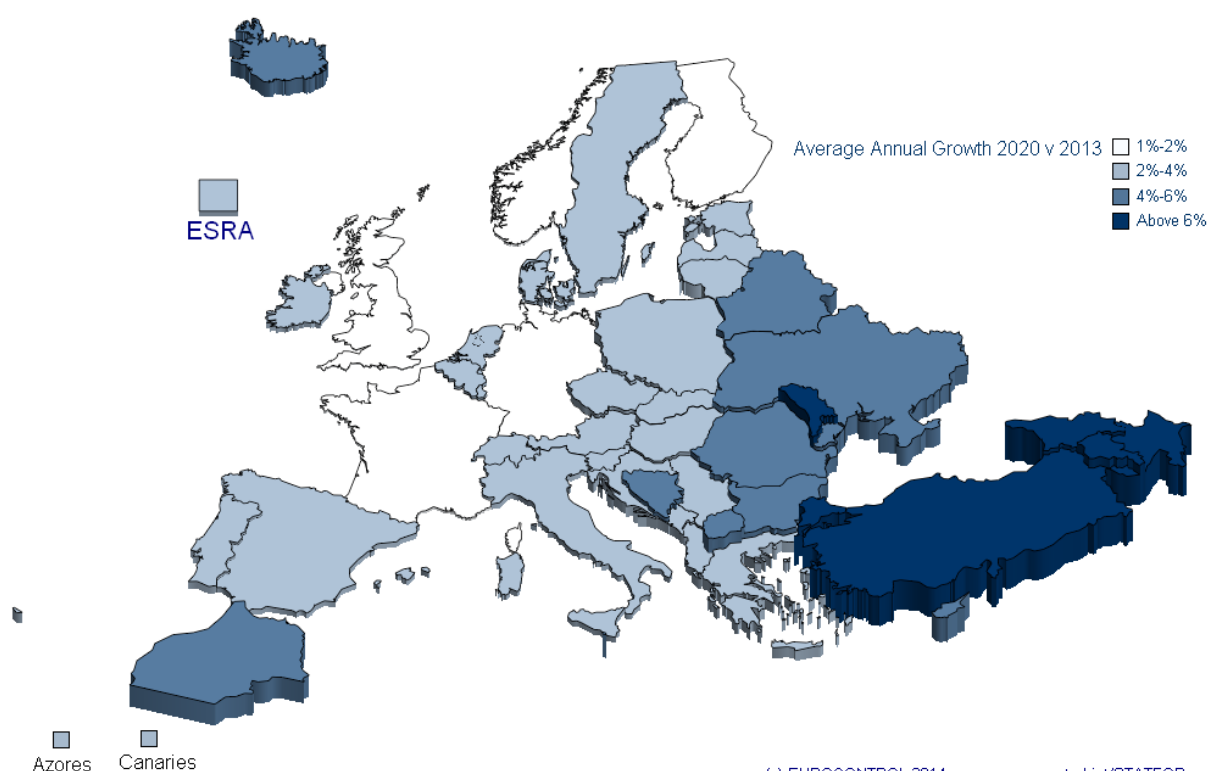 Average Annual Growth 2020 v 2013
1%-2%
2%-4%
4%-6%
Above 6%
ESRA
Azores
Canaries